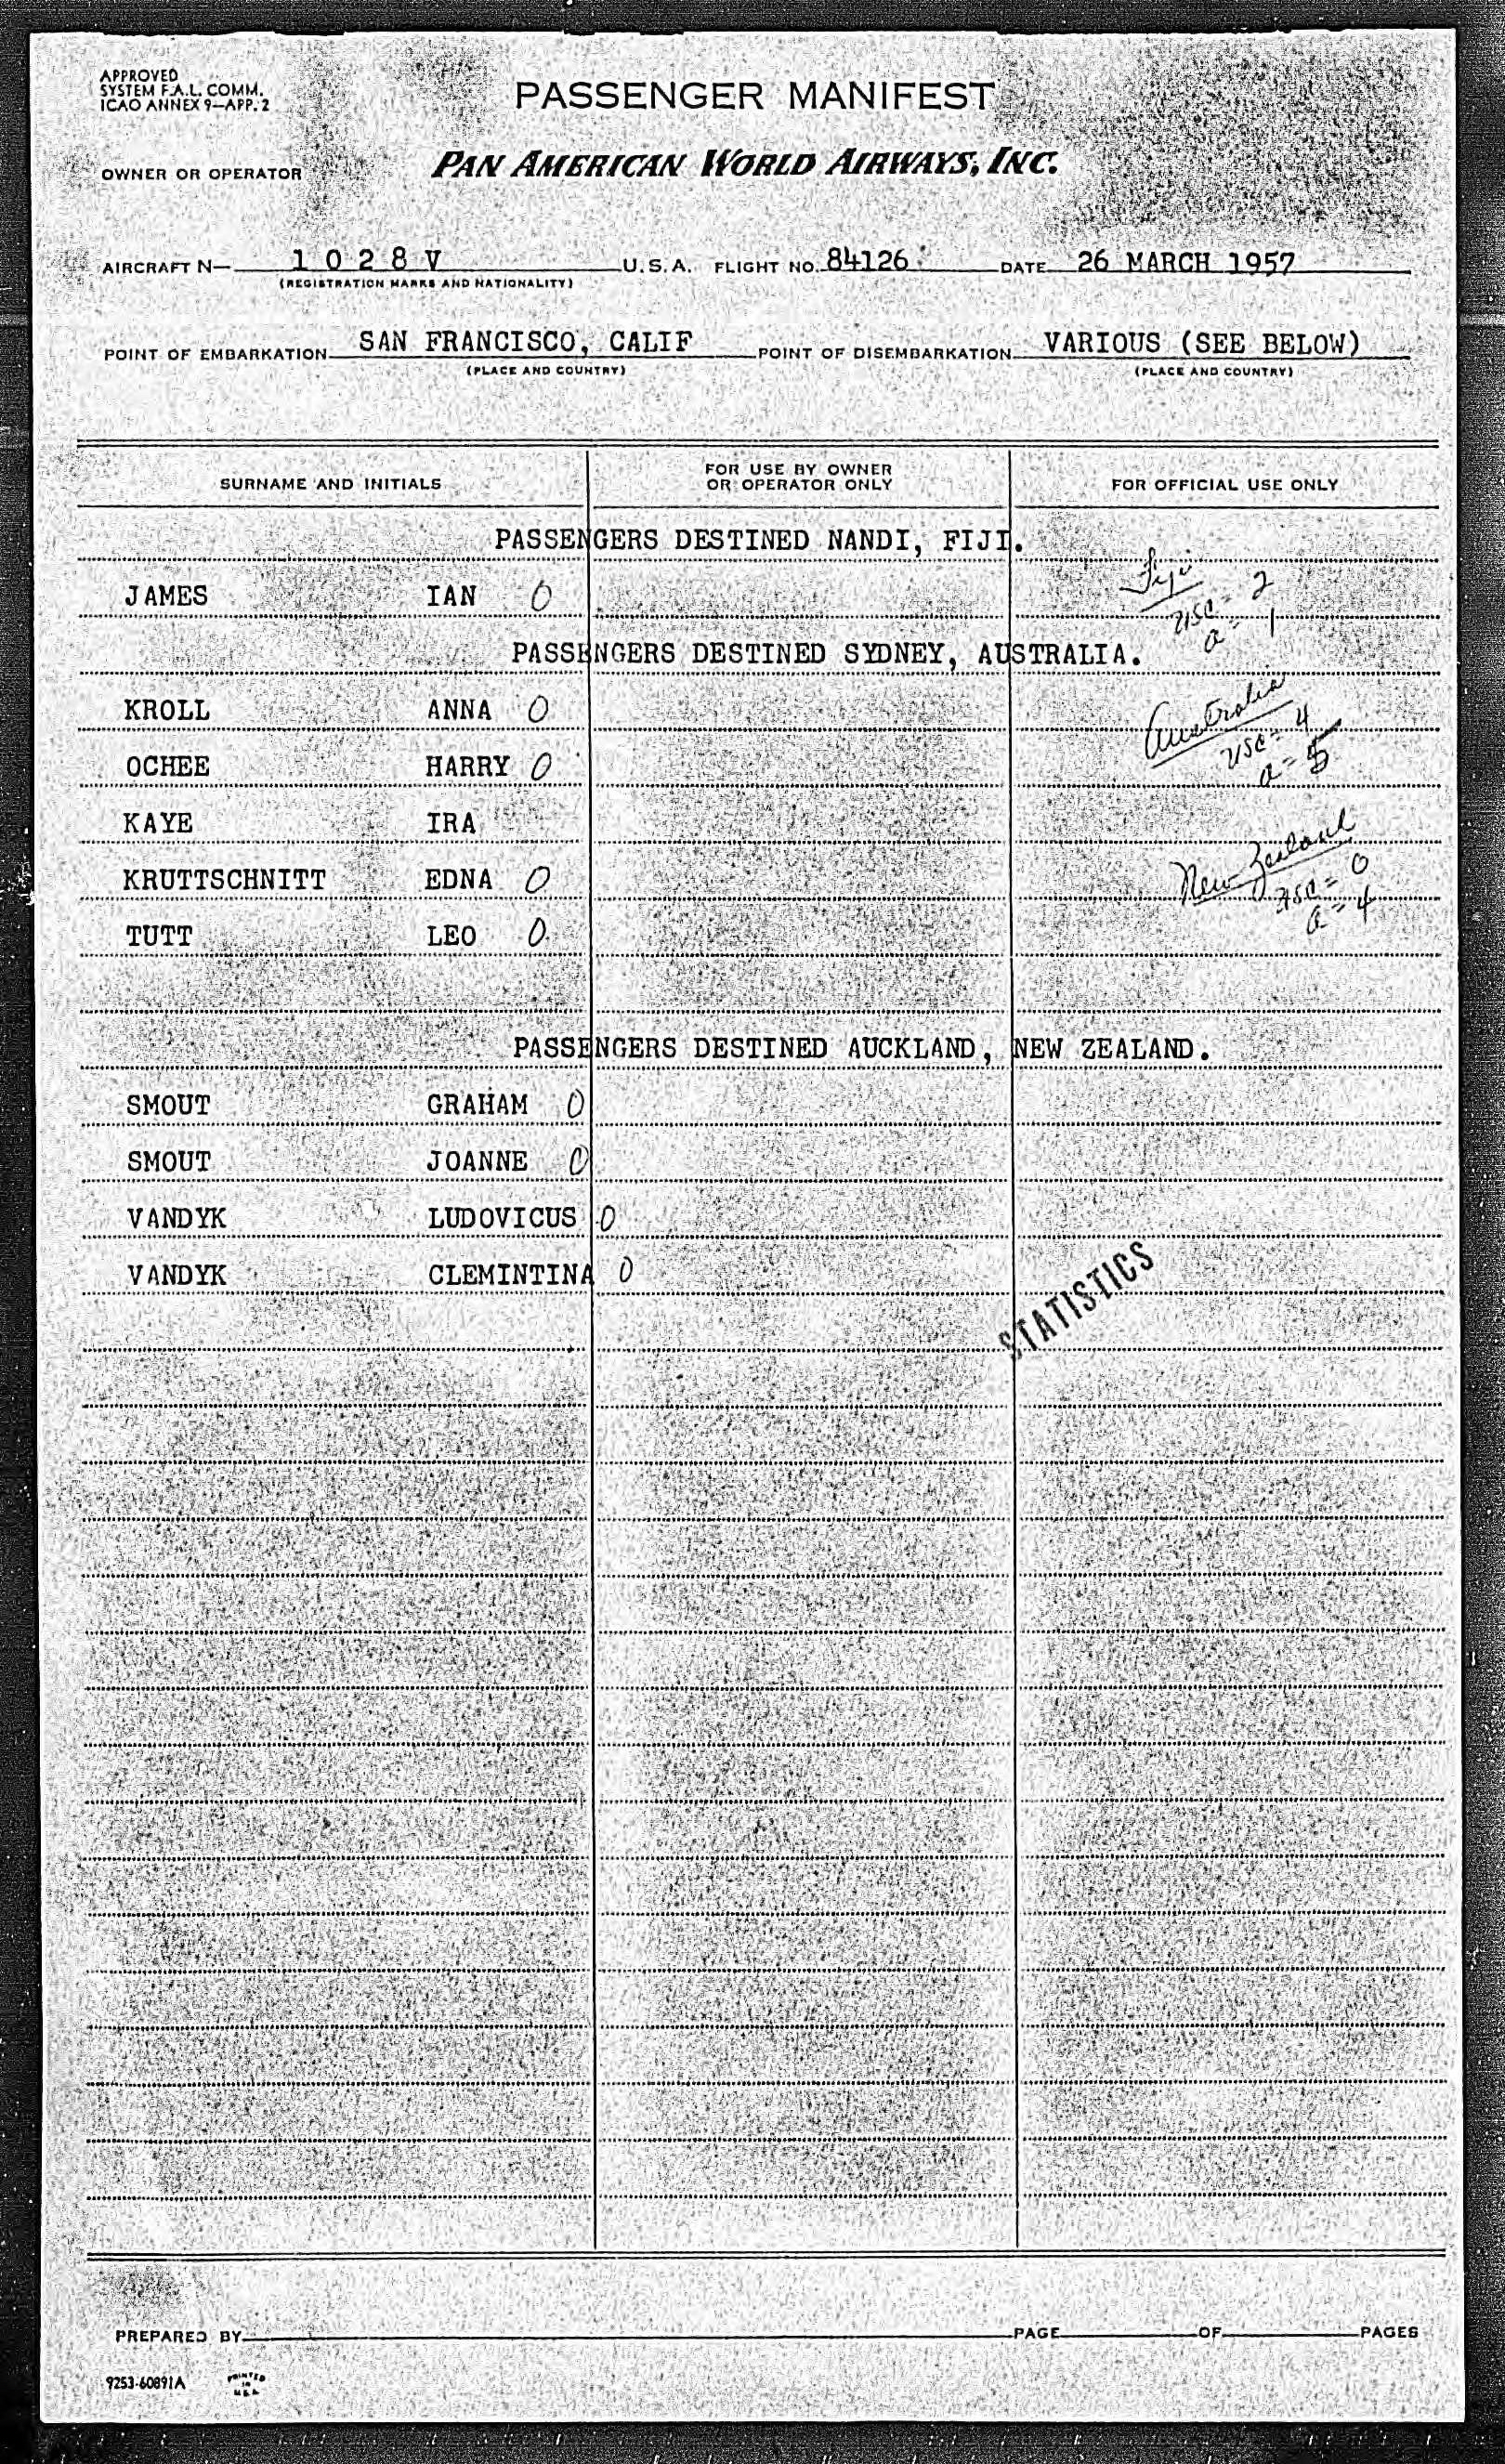 APPROVED
SYSTEM F.A.L. COMM.
ICAO ANNEX 9—APP. 2
PASSENGER MANIFEST
OWNER OR OPERATOR PAN AMERICAN WORLD AIRWAYS, INC.
AIRCRAFT N— 1 0 2 8 V U.S.A. FLIGHT NO. 84126 DATE 26 MARCH 1957
(REGISTRATION MARKS AND NATIONALITY)
POINT OF EMBARKATION SAN FRANCISCO, CALIF POINT OF DISEMBARKATION VARIOUS (SEE BELOW)
(PLACE AND COUNTRY) (PLACE AND COUNTRY)
SURNAME AND INITIALS FOR USE BY OWNER OR OPERATOR ONLY FOR OFFICIAL USE ONLY
PASSENGERS DESTINED NANDI, FIJI.
JAMES IAN 0
Fiji
USC = 2
a = 1
PASSENGERS DESTINED SYDNEY, AUSTRALIA.
KROLL ANNA 0
Australia
USC = 4
a = 5
OCHEE HARRY 0
KAYE IRA
New Zealand
USC = 0
a = 4
KRUTTSCHNITT EDNA 0
TUTT LEO 0
PASSENGERS DESTINED AUCKLAND, NEW ZEALAND.
SMOUT GRAHAM 0
SMOUT JOANNE 0
VANDYK LUDOVICUS 0
VANDYK CLEMINTINA 0
STATISTICS
PREPARED BY PAGE OF PAGES
9253-60891A PRINTED IN U.S.A.